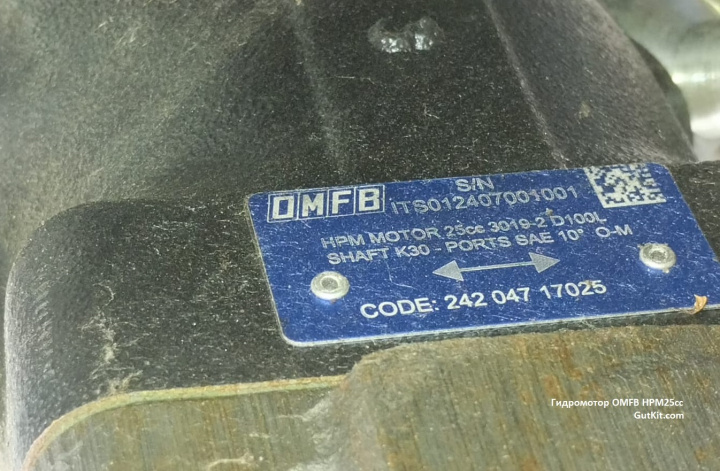 OMFB
S/N
ITS012407001001
HPM MOTOR 25cc 3019-2 D100L
SHAFT K30 - PORTS SAE 10° O-M
CODE: 242 047 17025
Гидромотор OMFB HPM25cc
GutKit.com